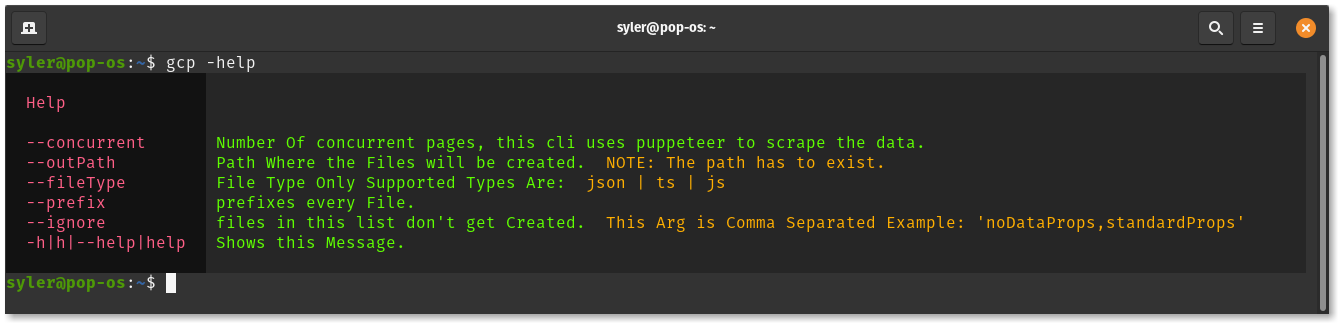 syler@pop-os: ~
syler@pop-os:~$ gcp -help
Help
--concurrent Number Of concurrent pages, this cli uses puppeteer to scrape the data.
--outPath Path Where the Files will be created. NOTE: The path has to exist.
--fileType File Type Only Supported Types Are: json | ts | js
--prefix prefixes every File.
--ignore files in this list don't get Created. This Arg is Comma Separated Example: 'noDataProps,standardProps'
-h|h|--help|help Shows this Message.
syler@pop-os:~$